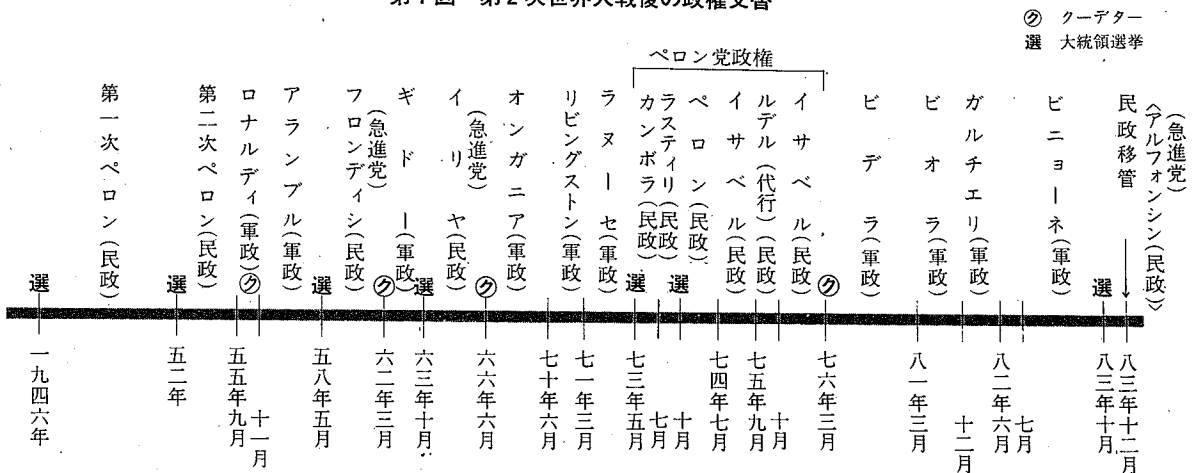 第1図 第2次世界大戦後の政権交替
㋗ クーデター
選 大統領選挙
ペロン党政権
第一次ペロン(民政)
第二次ペロン(民政)
ロナルディ(軍政)
アランブル(軍政)
フロンディシ(民政)
(急進党)
ギドー(軍政)
イリヤ(民政)
(急進党)
オンガニア(軍政)
リビングストン(軍政)
ラヌーセ(軍政)
カンポラ(民政)
ラスティリ(民政)
ペロン(民政)
イサベル(民政)
ルデル(代行)(民政)
イサベル(民政)
ビデラ(軍政)
ビオラ(軍政)
ガルチエリ(軍政)
ビニョーネ(軍政)
民政移管
〈アルフォンシン(民政)〉
(急進党)
選
選
㋗
選
㋗
選
㋗
選
選
㋗
選
一九四六年
五二年
五五年九月
十一月
五八年五月
六二年三月
六三年十月
六六年六月
七十年六月
七一年三月
七三年五月
七月
十月
七四年七月
七五年九月
十月
七六年三月
八一年三月
十二月
八二年六月
七月
八三年十月
八三年十二月